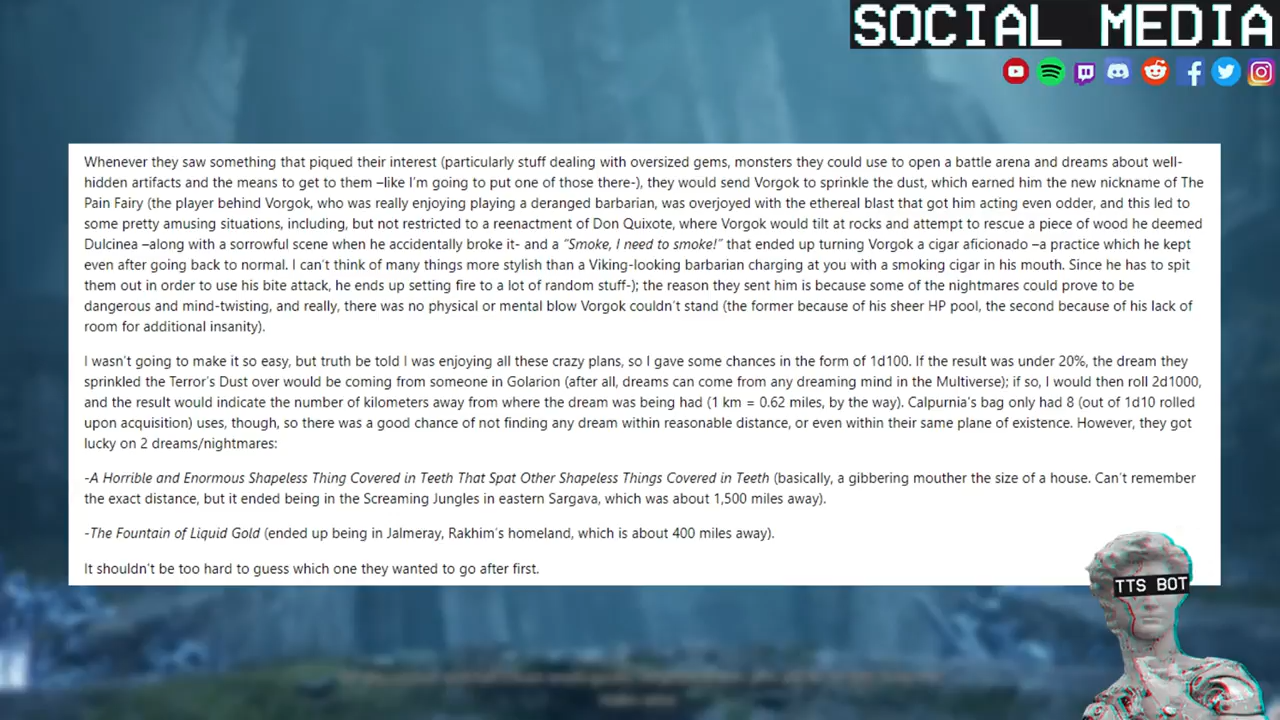 SOCIAL MEDIA
Whenever they saw something that piqued their interest (particularly stuff dealing with oversized gems, monsters they could use to open a battle arena and dreams about well-
hidden artifacts and the means to get to them –like I'm going to put one of those there-), they would send Vorgok to sprinkle the dust, which earned him the new nickname of The
Pain Fairy (the player behind Vorgok, who was really enjoying playing a deranged barbarian, was overjoyed with the ethereal blast that got him acting even odder, and this led to
some pretty amusing situations, including, but not restricted to a reenactment of Don Quixote, where Vorgok would tilt at rocks and attempt to rescue a piece of wood he deemed
Dulcinea –along with a sorrowful scene when he accidentally broke it- and a "Smoke, I need to smoke!" that ended up turning Vorgok a cigar aficionado –a practice which he kept
even after going back to normal. I can't think of many things more stylish than a Viking-looking barbarian charging at you with a smoking cigar in his mouth. Since he has to spit
them out in order to use his bite attack, he ends up setting fire to a lot of random stuff-); the reason they sent him is because some of the nightmares could prove to be
dangerous and mind-twisting, and really, there was no physical or mental blow Vorgok couldn't stand (the former because of his sheer HP pool, the second because of his lack of
room for additional insanity).
I wasn't going to make it so easy, but truth be told I was enjoying all these crazy plans, so I gave some chances in the form of 1d100. If the result was under 20%, the dream they
sprinkled the Terror's Dust over would be coming from someone in Golarion (after all, dreams can come from any dreaming mind in the Multiverse); if so, I would then roll 2d1000,
and the result would indicate the number of kilometers away from where the dream was being had (1 km = 0.62 miles, by the way). Calpurnia's bag only had 8 (out of 1d10 rolled
upon acquisition) uses, though, so there was a good chance of not finding any dream within reasonable distance, or even within their same plane of existence. However, they got
lucky on 2 dreams/nightmares:
-A Horrible and Enormous Shapeless Thing Covered in Teeth That Spat Other Shapeless Things Covered in Teeth (basically, a gibbering mouther the size of a house. Can't remember
the exact distance, but it ended being in the Screaming Jungles in eastern Sargava, which was about 1,500 miles away).
-The Fountain of Liquid Gold (ended up being in Jalmeray, Rakhim's homeland, which is about 400 miles away).
It shouldn't be too hard to guess which one they wanted to go after first.
TTS BOT